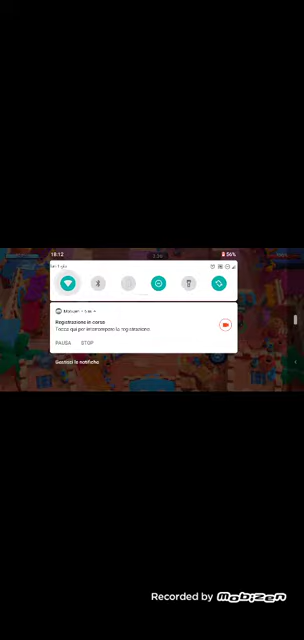 18:12
56%
Mobizen • 5 m
Registrazione in corso
Tocca qui per interrompere la registrazione.
PAUSA STOP
Gestisci le notifiche
Recorded by mobizen